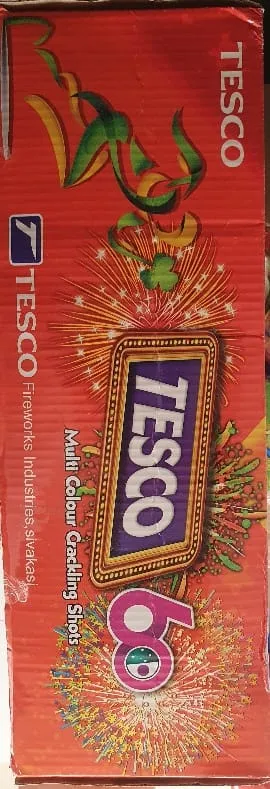 TESCO
TESCO
60
Multi Colour Crackling Shots
TESCO Fireworks Industries,sivakasi